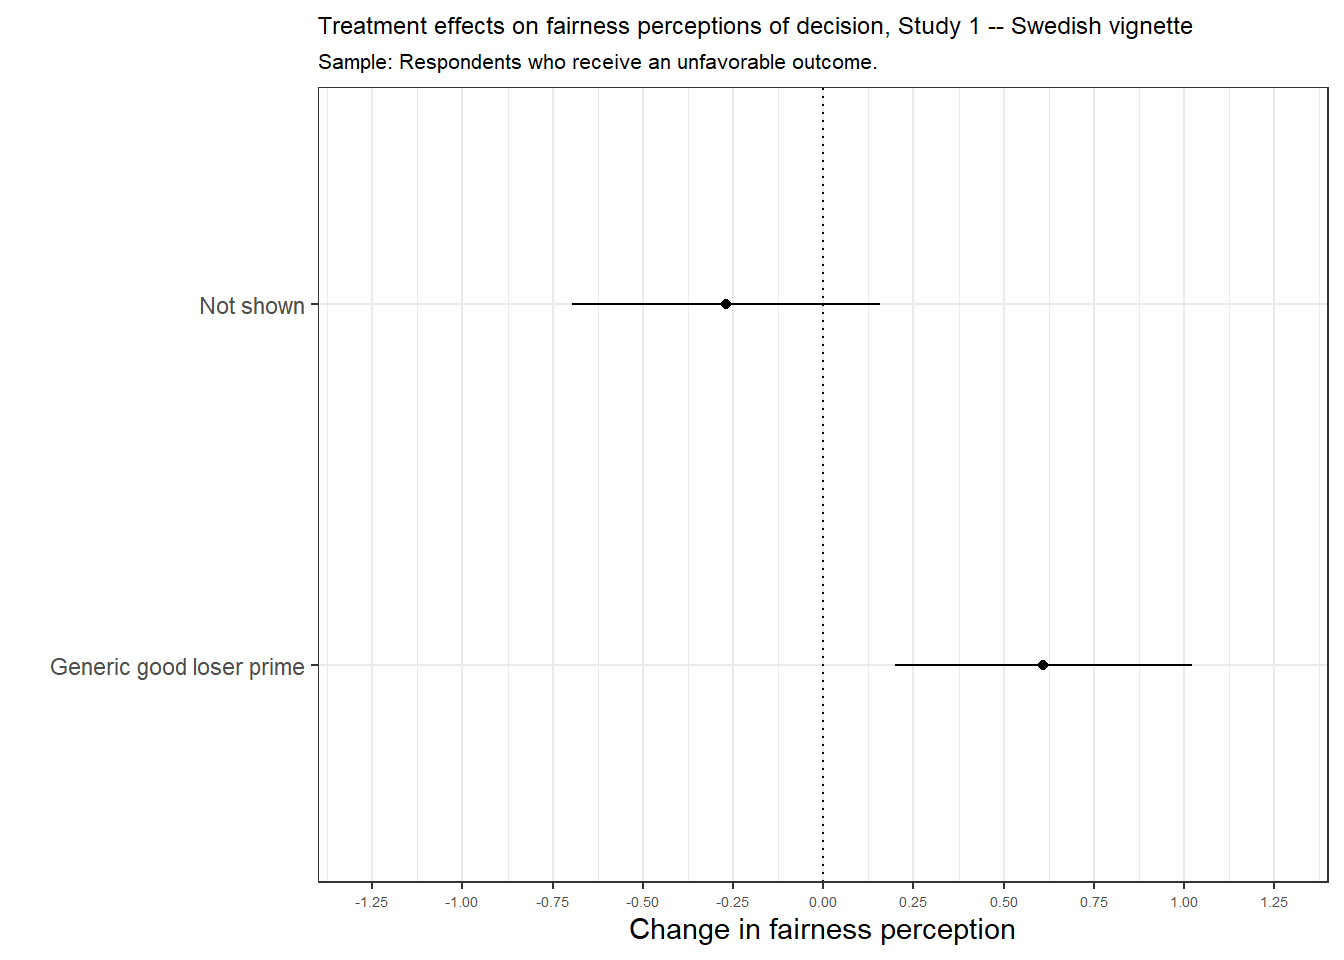 Treatment effects on fairness perceptions of decision, Study 1 -- Swedish vignette
Sample: Respondents who receive an unfavorable outcome.
Not shown
Generic good loser prime
-1.25 -1.00 -0.75 -0.50 -0.25 0.00 0.25 0.50 0.75 1.00 1.25
Change in fairness perception